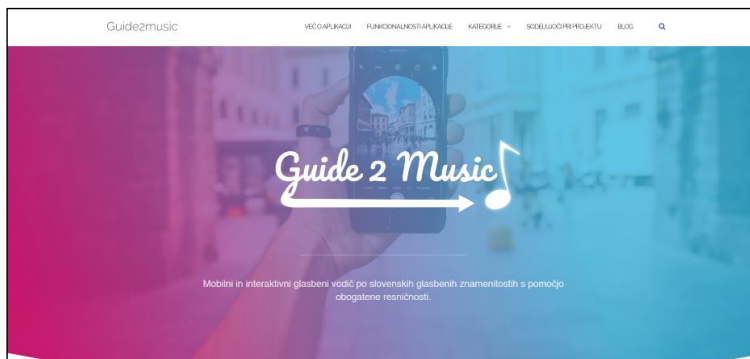 Guide2music
VEČ O APLIKACIJI FUNKCIONALNOSTI APLIKACIJE KATEGORIJE SODELUJOČI PRI PROJEKTU BLOG
Guide 2 Music
Mobilni in interaktivni glasbeni vodič po slovenskih glasbenih znamenitostih s pomočjo
obogatene resničnosti.